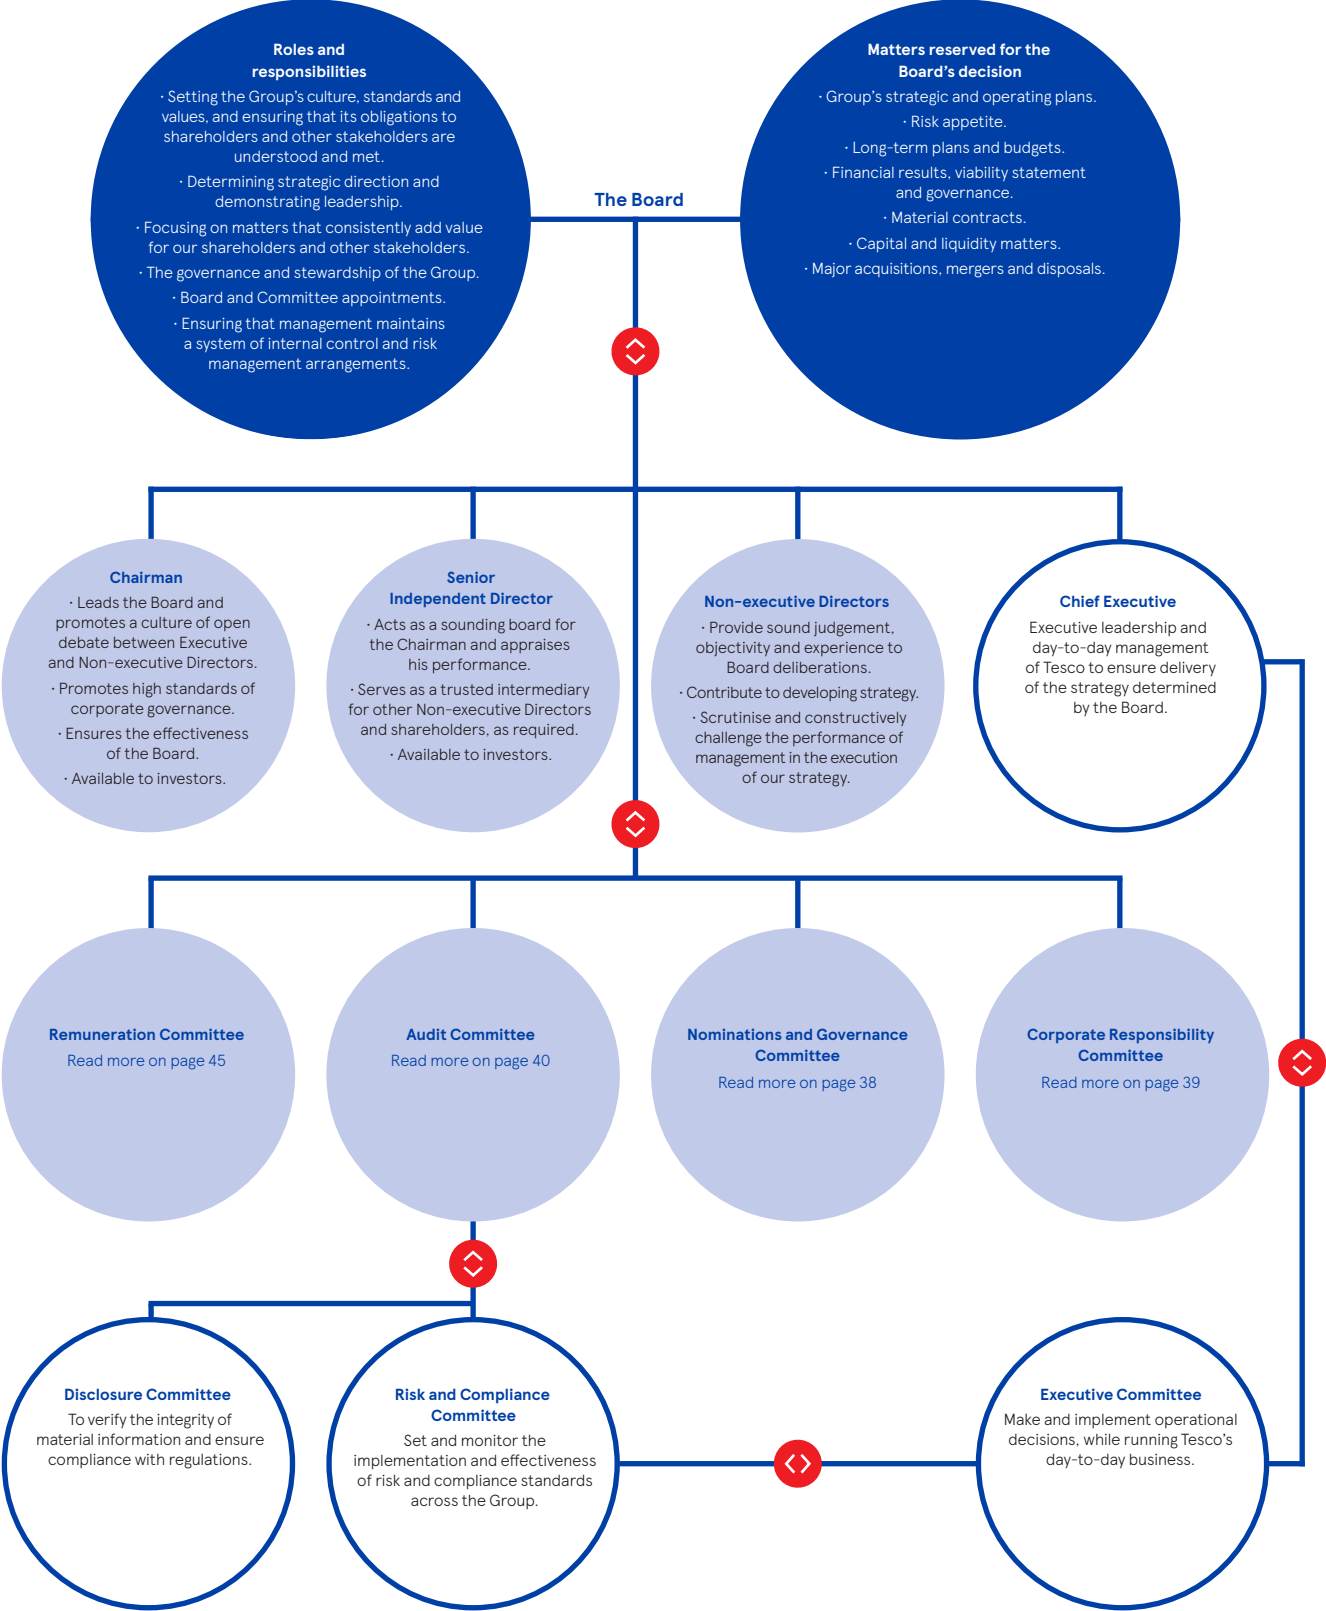 Roles and
responsibilities
· Setting the Group's culture, standards and
values, and ensuring that its obligations to
shareholders and other stakeholders are
understood and met.
· Determining strategic direction and
demonstrating leadership.
· Focusing on matters that consistently add value
for our shareholders and other stakeholders.
· The governance and stewardship of the Group.
· Board and Committee appointments.
· Ensuring that management maintains
a system of internal control and risk
management arrangements.
The Board
Matters reserved for the
Board's decision
· Group's strategic and operating plans.
· Risk appetite.
· Long-term plans and budgets.
· Financial results, viability statement
and governance.
· Material contracts.
· Capital and liquidity matters.
· Major acquisitions, mergers and disposals.
Chairman
· Leads the Board and
promotes a culture of open
debate between Executive
and Non-executive Directors.
· Promotes high standards of
corporate governance.
· Ensures the effectiveness
of the Board.
· Available to investors.
Senior
Independent Director
· Acts as a sounding board for
the Chairman and appraises
his performance.
· Serves as a trusted intermediary
for other Non-executive Directors
and shareholders, as required.
· Available to investors.
Non-executive Directors
· Provide sound judgement,
objectivity and experience to
Board deliberations.
· Contribute to developing strategy.
· Scrutinise and constructively
challenge the performance of
management in the execution
of our strategy.
Chief Executive
Executive leadership and
day-to-day management
of Tesco to ensure delivery
of the strategy determined
by the Board.
Remuneration Committee
Read more on page 45
Audit Committee
Read more on page 40
Nominations and Governance
Committee
Read more on page 38
Corporate Responsibility
Committee
Read more on page 39
Disclosure Committee
To verify the integrity of
material information and ensure
compliance with regulations.
Risk and Compliance
Committee
Set and monitor the
implementation and effectiveness
of risk and compliance standards
across the Group.
Executive Committee
Make and implement operational
decisions, while running Tesco's
day-to-day business.